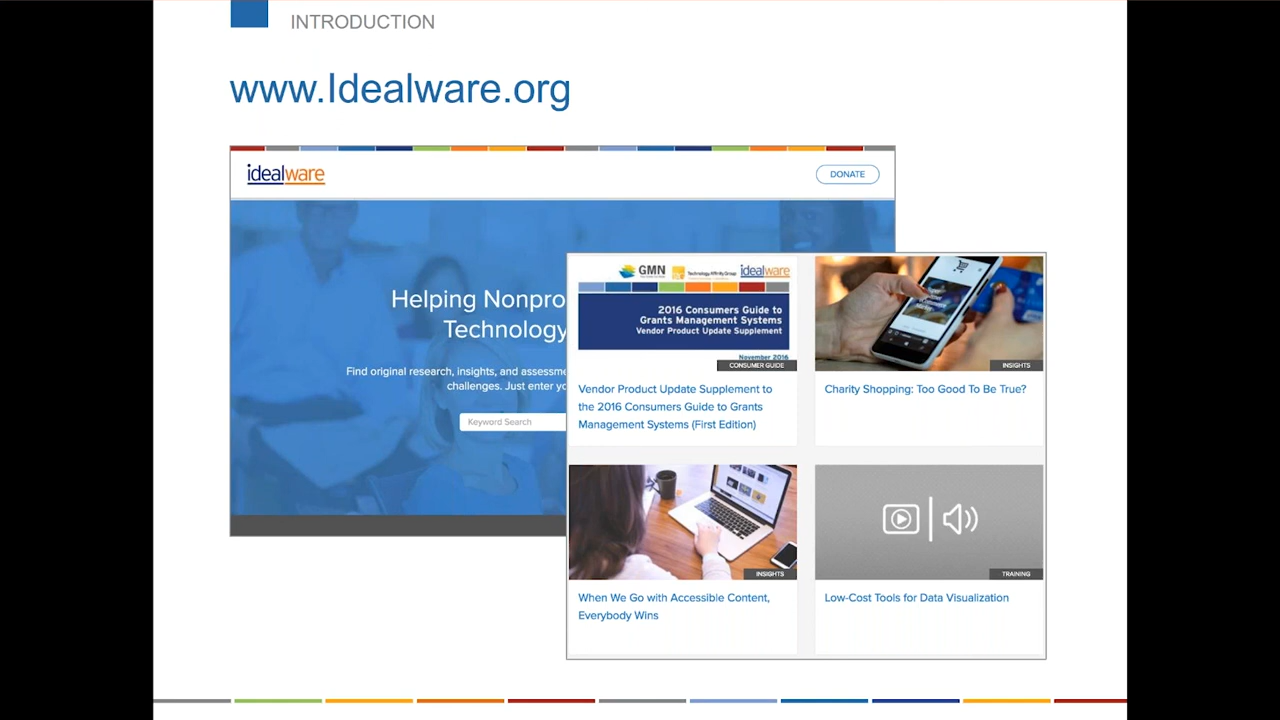 INTRODUCTION
www.Idealware.org
idealware
DONATE
Helping Nonpro
Technology
Find original research, insights, and assessme
challenges. Just enter yo
Keyword Search
GMN
Technology Affinity Group
idealware
2016 Consumers Guide to
Grants Management Systems
Vendor Product Update Supplement
November 2016
CONSUMER GUIDE
Vendor Product Update Supplement to
the 2016 Consumers Guide to Grants
Management Systems (First Edition)
INSIGHTS
Charity Shopping: Too Good To Be True?
INSIGHTS
When We Go with Accessible Content,
Everybody Wins
TRAINING
Low-Cost Tools for Data Visualization